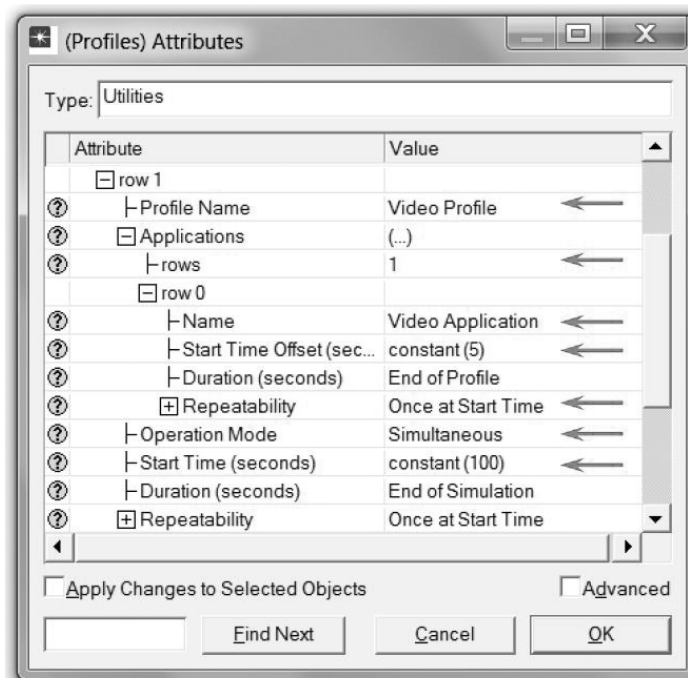 (Profiles) Attributes
Type: Utilities
Attribute Value
row 1
Profile Name Video Profile
Applications (...)
rows 1
row 0
Name Video Application
Start Time Offset (sec... constant (5)
Duration (seconds) End of Profile
Repeatability Once at Start Time
Operation Mode Simultaneous
Start Time (seconds) constant (100)
Duration (seconds) End of Simulation
Repeatability Once at Start Time
Apply Changes to Selected Objects Advanced
Find Next Cancel OK